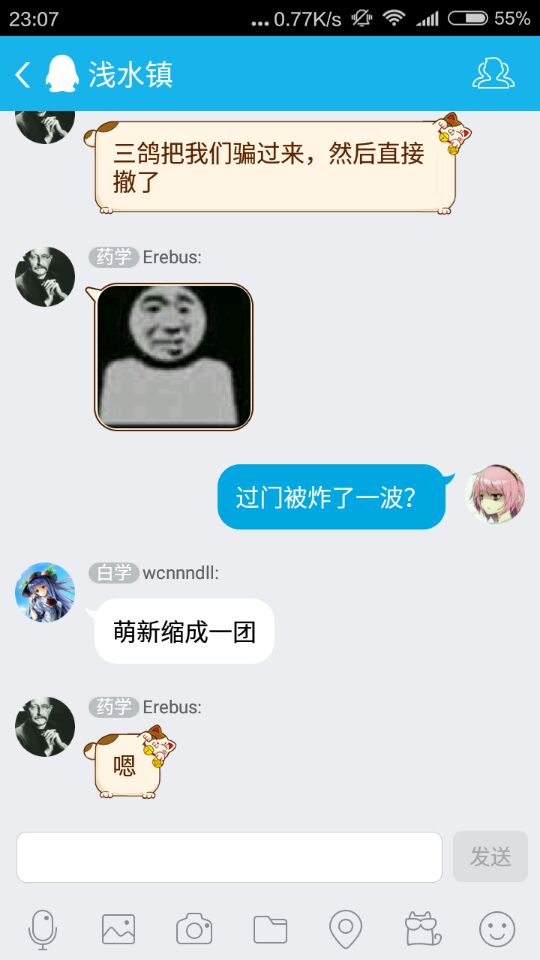 23:07 ...0.77K/s 55%
浅水镇
三鸽把我们骗过来，然后直接
撤了
药学 Erebus:
过门被炸了一波？
白学 wcnnndll:
萌新缩成一团
药学 Erebus:
嗯
发送